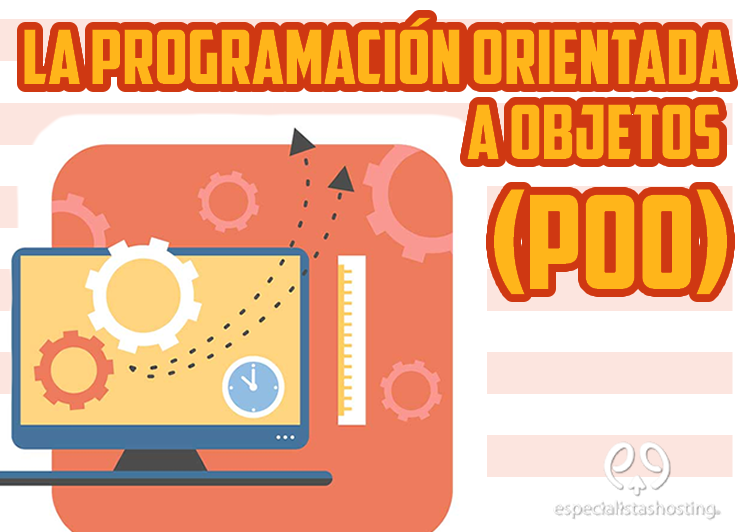 LA PROGRAMACIÓN ORIENTADA
A OBJETOS
(POO)
especialistashosting